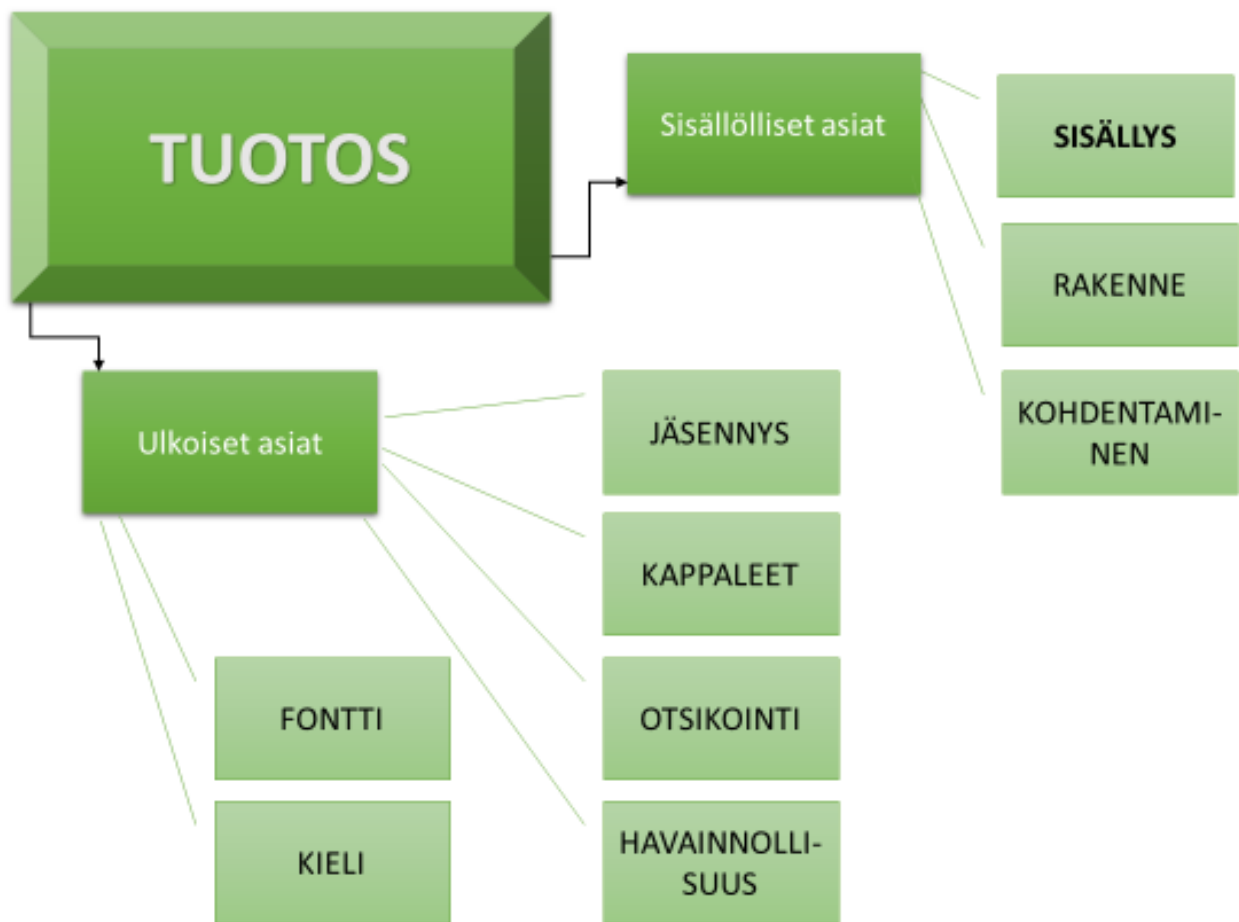 TUOTOS
Sisällölliset asiat
SISÄLLYS
RAKENNE
KOHDENTAMI-
NEN
Ulkoiset asiat
JÄSENNYS
KAPPALEET
OTSIKOINTI
HAVAINNOLLI-
SUUS
FONTTI
KIELI